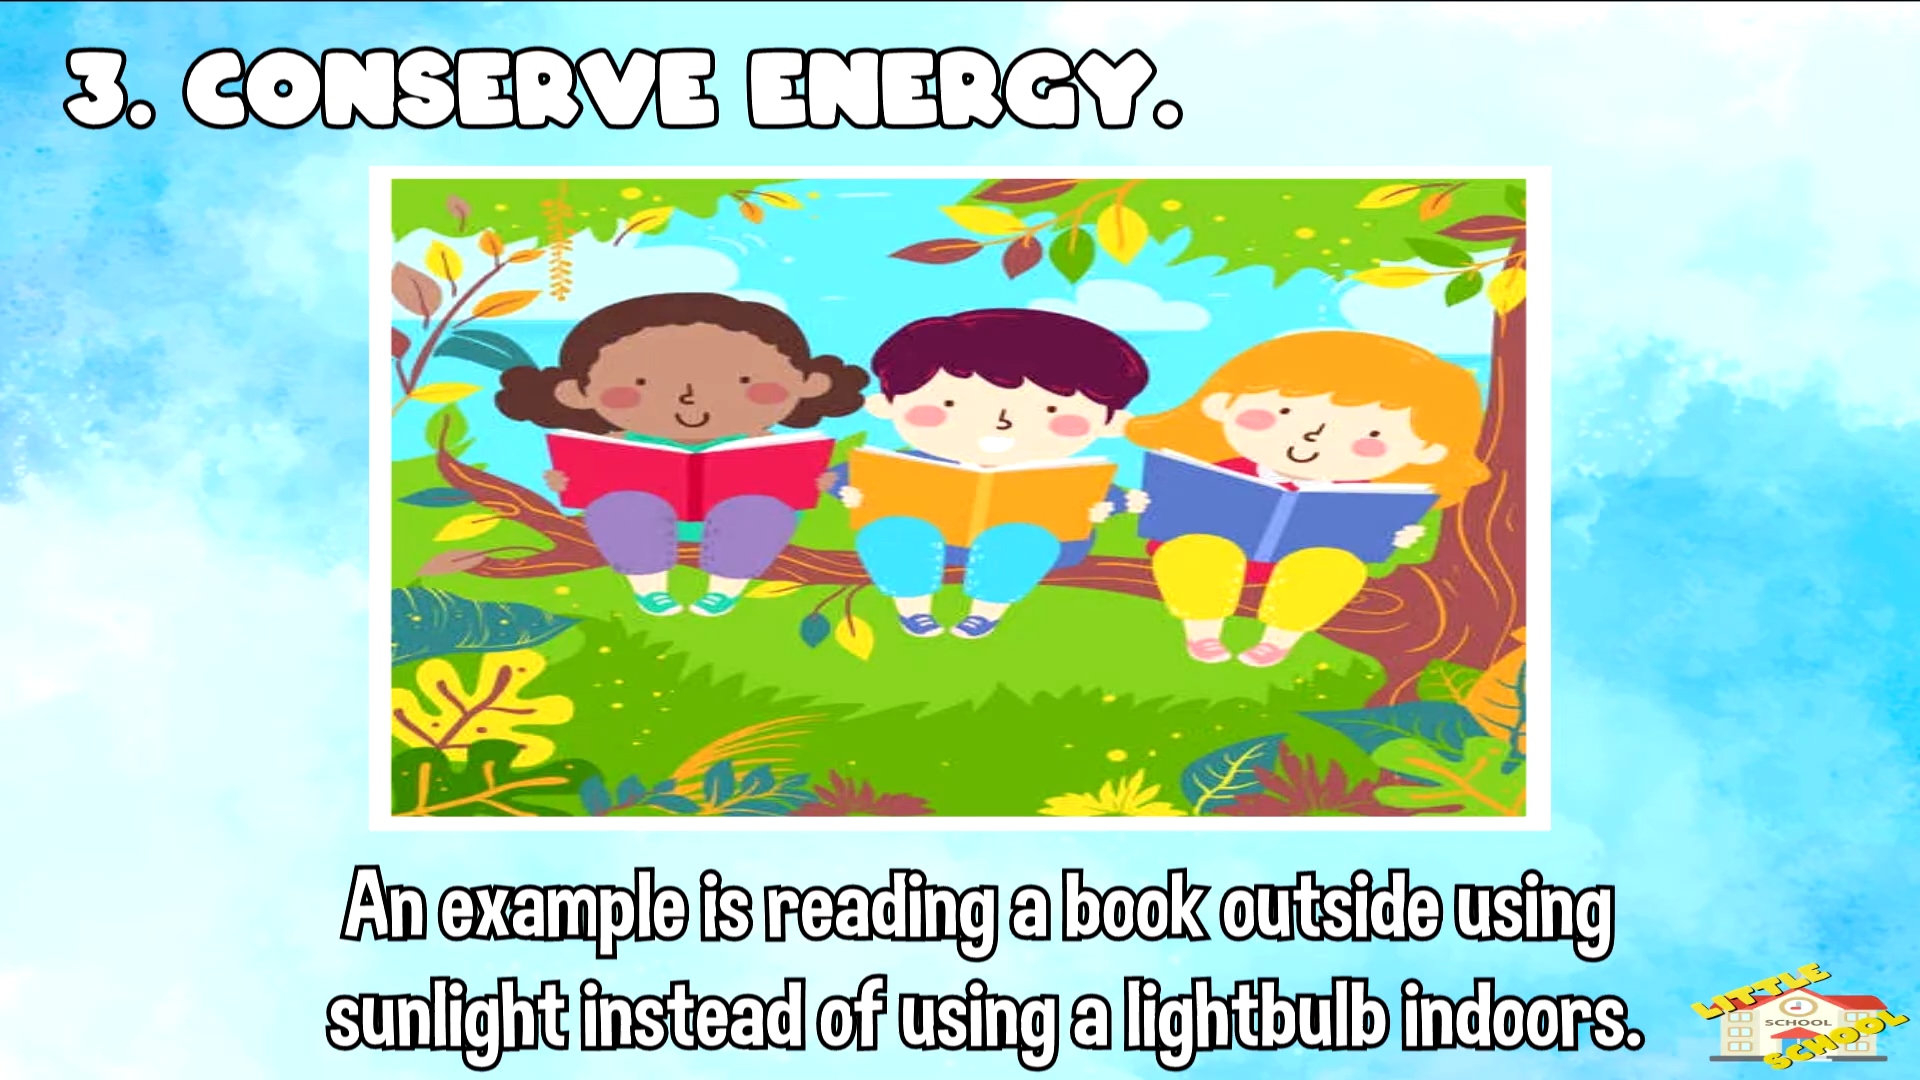 3. CONSERVE ENERGY.
An example is reading a book outside using
sunlight instead of using a lightbulb indoors.
LITTLE
SCHOOL
SCHOOL